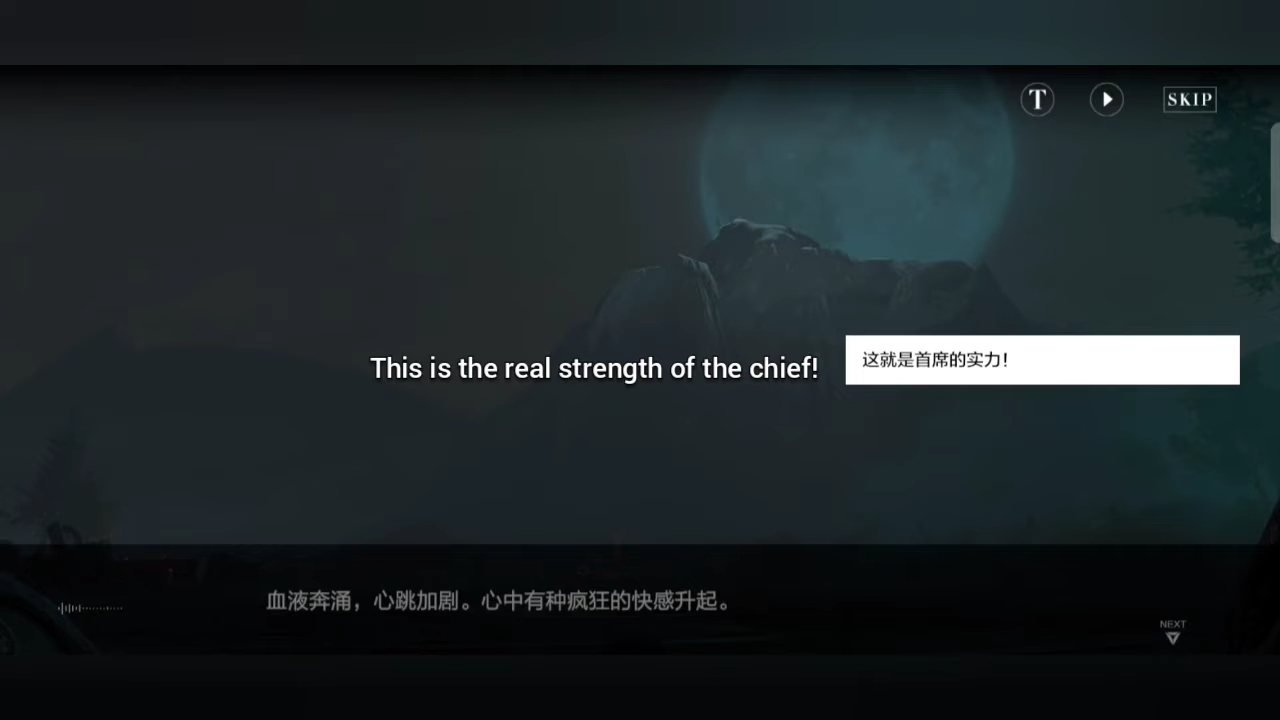 T
SKIP
This is the real strength of the chief!
这就是首席的实力!
血液奔涌，心跳加剧。心中有种疯狂的快感升起。
NEXT